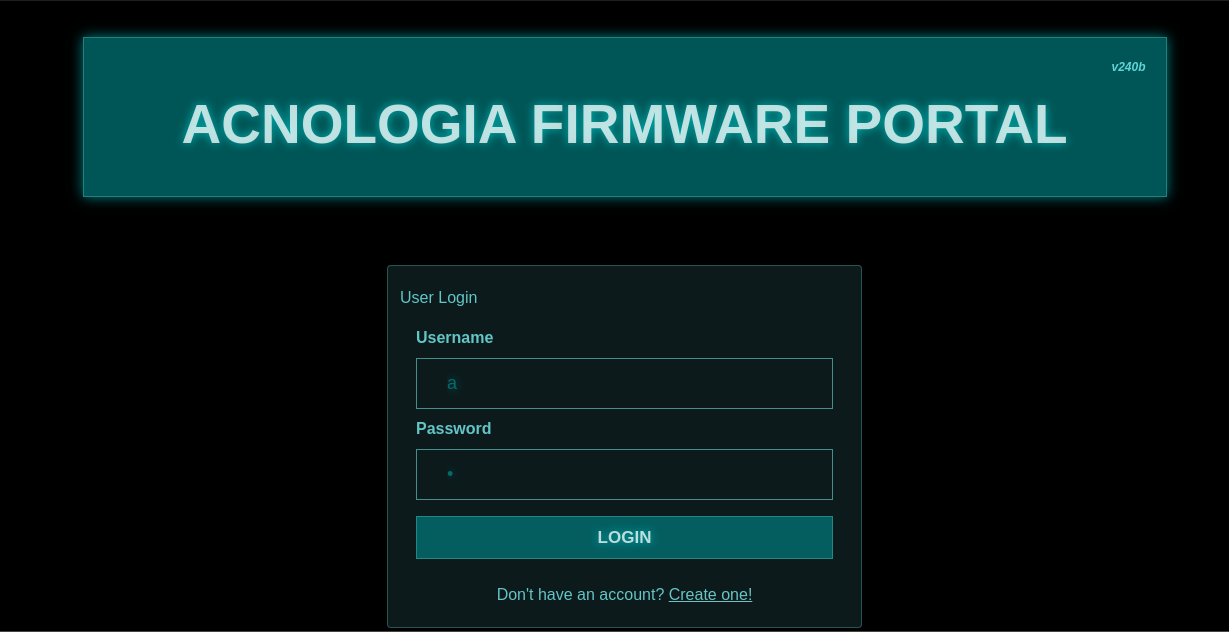 v240b
ACNOLOGIA FIRMWARE PORTAL
User Login
Username
a
Password
•
LOGIN
Don't have an account? Create one!